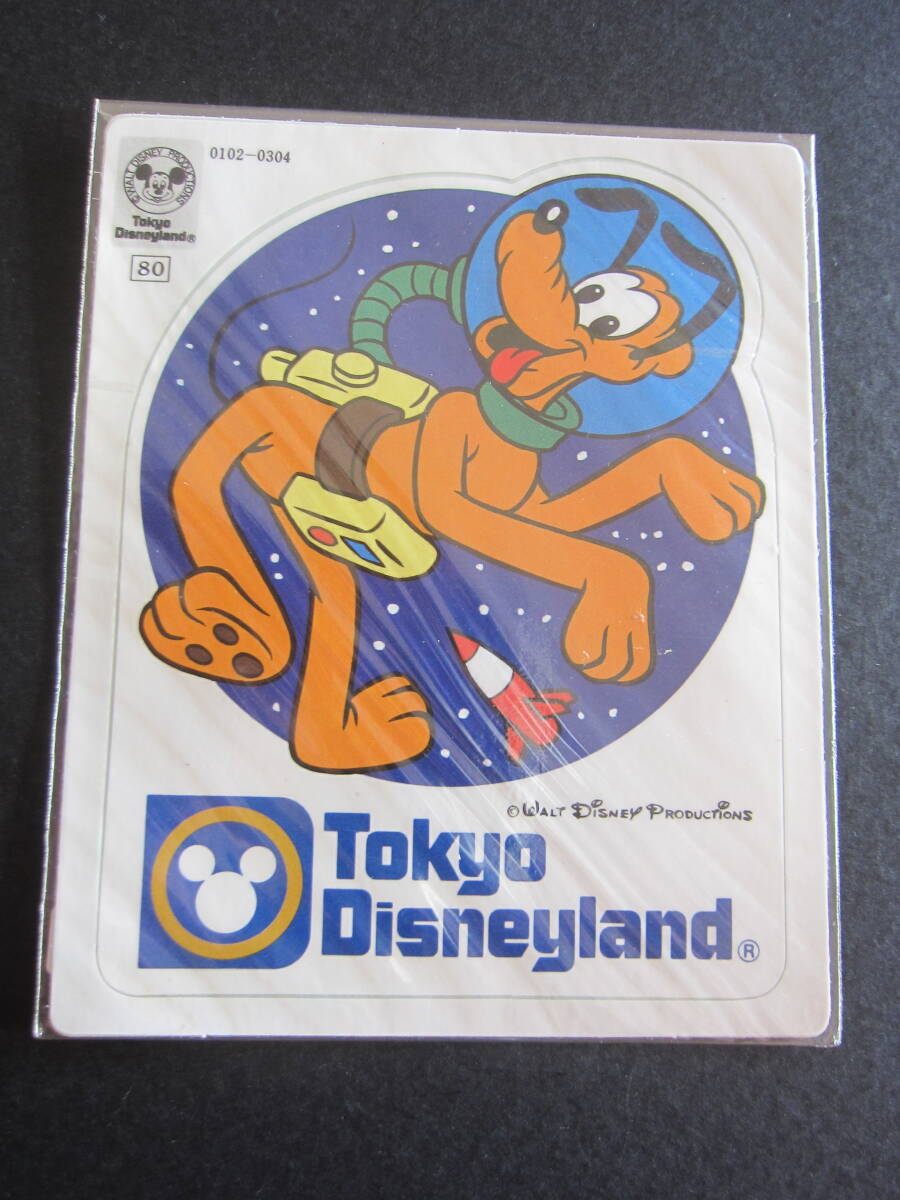 ©WALT DISNEY PRODUCTIONS
Tokyo
Disneyland®
0102-0304
80
© WALT DISNEY PRODUCTIONS
Tokyo
Disneyland®